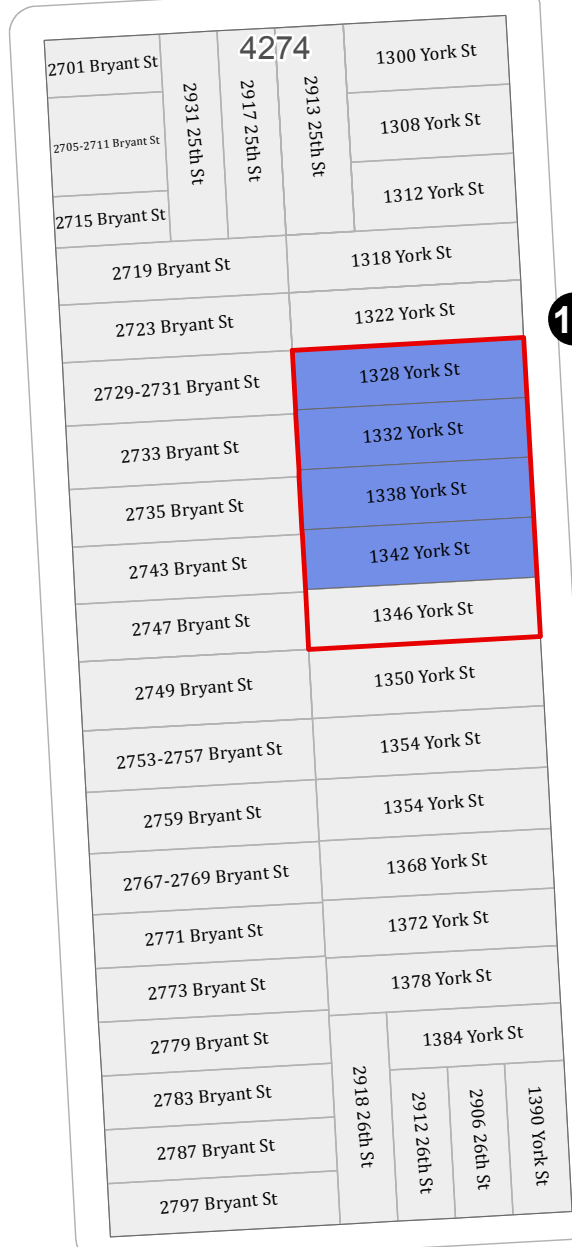 4274
2701 Bryant St
2705-2711 Bryant St
2715 Bryant St
2931 25th St
2917 25th St
2913 25th St
1300 York St
1308 York St
1312 York St
2719 Bryant St
1318 York St
2723 Bryant St
1322 York St
1
2729-2731 Bryant St
1328 York St
2733 Bryant St
1332 York St
2735 Bryant St
1338 York St
2743 Bryant St
1342 York St
2747 Bryant St
1346 York St
2749 Bryant St
1350 York St
2753-2757 Bryant St
1354 York St
2759 Bryant St
1354 York St
2767-2769 Bryant St
1368 York St
2771 Bryant St
1372 York St
2773 Bryant St
1378 York St
2779 Bryant St
1384 York St
2783 Bryant St
2787 Bryant St
2797 Bryant St
2918 26th St
2912 26th St
2906 26th St
1390 York St